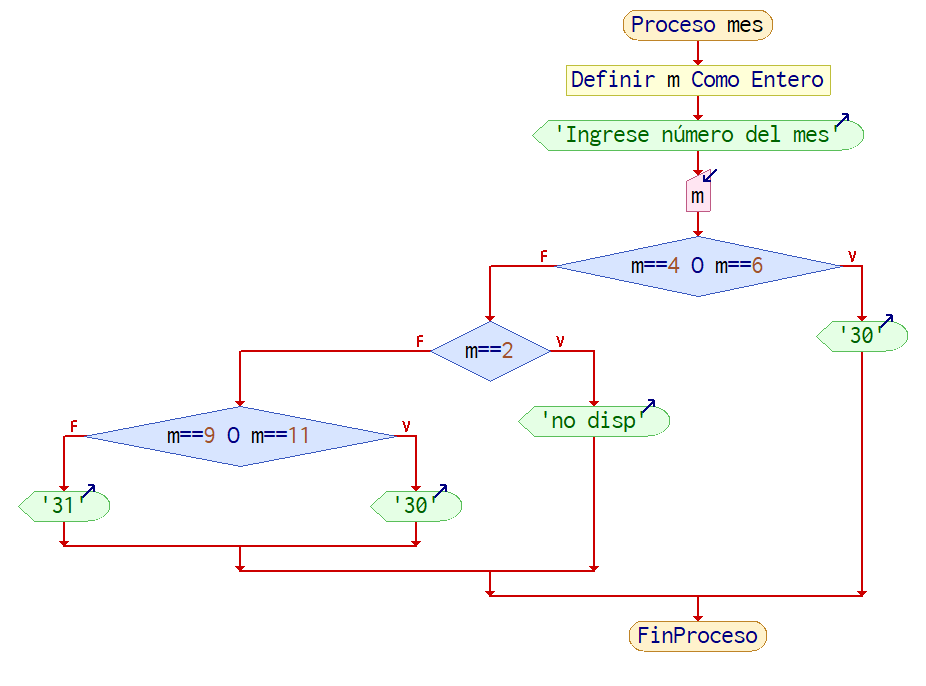 Proceso mes
Definir m Como Entero
'Ingrese número del mes'
m
m==4 O m==6
F
V
'30'
m==2
F
V
'no disp'
m==9 O m==11
F
V
'31'
'30'
FinProceso